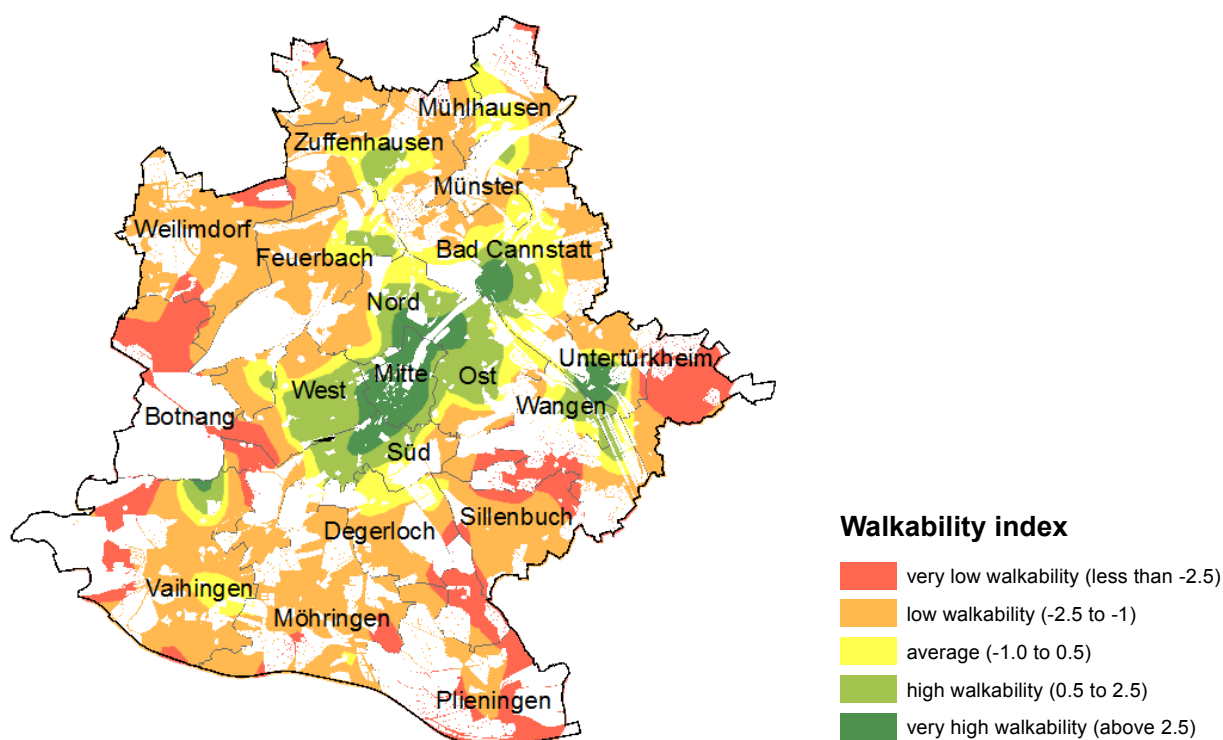 Mühlhausen
Zuffenhausen
Münster
Weilimdorf
Feuerbach
Bad Cannstatt
Nord
Untertürkheim
West
Mitte
Ost
Botnang
Wangen
Süd
Sillenbuch
Degerloch
Vaihingen
Möhringen
Plieningen
Walkability index
very low walkability (less than -2.5)
low walkability (-2.5 to -1)
average (-1.0 to 0.5)
high walkability (0.5 to 2.5)
very high walkability (above 2.5)